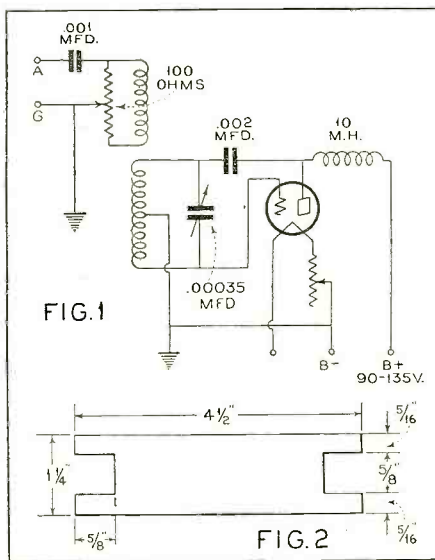 .001
MFD.
A
G
100
OHMS
.002
MFD.
10
M.H.
.00035
MFD
FIG.1
B-
B+
90-135V.
4½"
5/16"
1¼"
5/8"
5/8"
5/16"
FIG.2